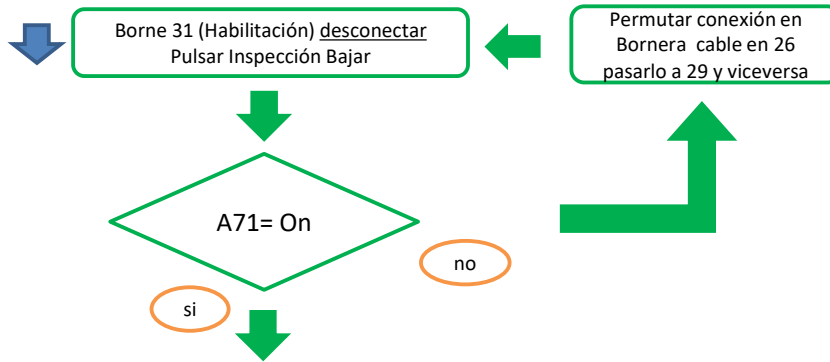 Borne 31 (Habilitación) desconectar
Pulsar Inspección Bajar
Permutar conexión en
Bornera cable en 26
pasarlo a 29 y viceversa
A71= On
no
si